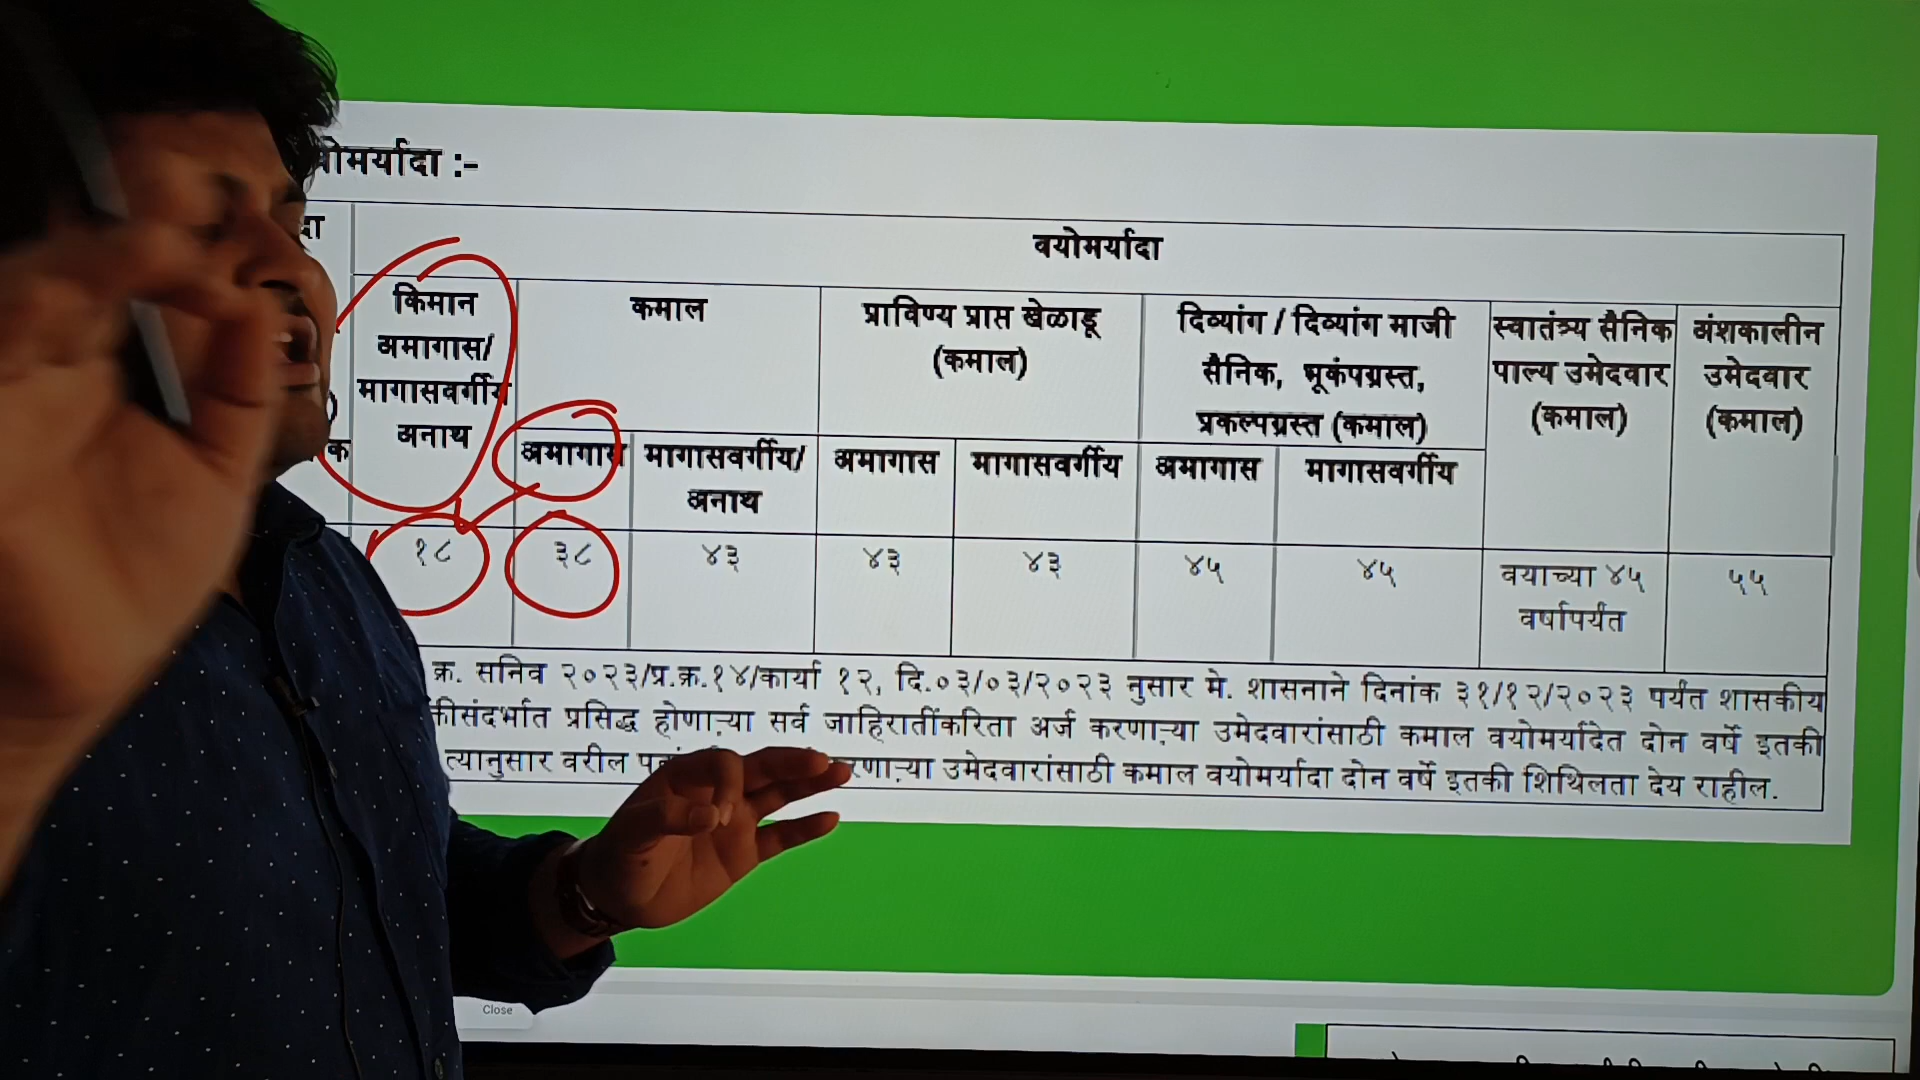 वयोमर्यादा :-
वयोमर्यादा
किमान
अमागास/
मागासवर्गीय
अनाथ
कमाल
प्राविण्य प्राप्त खेळाडू
(कमाल)
दिव्यांग / दिव्यांग माजी
सैनिक, भूकंपग्रस्त,
प्रकल्पग्रस्त (कमाल)
स्वातंत्र्य सैनिक
पाल्य उमेदवार
(कमाल)
अंशकालीन
उमेदवार
(कमाल)
अमागास
मागासवर्गीय/
अनाथ
अमागास
मागासवर्गीय
अमागास
मागासवर्गीय
१८
३८
४३
४३
४३
४५
४५
वयाच्या ४५
वर्षापर्यंत
५५
क्र. सनिव २०२३/प्र.क्र.१४/कार्या १२, दि.०३/०३/२०२३ नुसार मे. शासनाने दिनांक ३१/१२/२०२३ पर्यंत शासकीय
प्रसिद्ध होणाऱ्या सर्व जाहिरातींकरिता अर्ज करणाऱ्या उमेदवारांसाठी कमाल वयोमर्यादेत दोन वर्षे इतकी
त्यानुसार वरील उमेदवारांसाठी कमाल वयोमर्यादा दोन वर्षे इतकी शिथिलता देय राहील.
Close